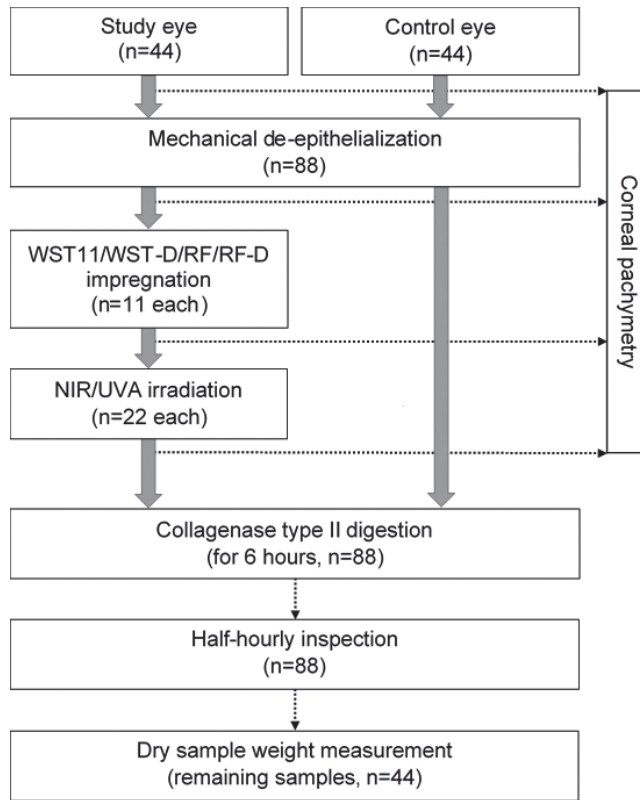 Study eye
(n=44)
Control eye
(n=44)
Mechanical de-epithelialization
(n=88)
WST11/WST-D/RF/RF-D
impregnation
(n=11 each)
NIR/UVA irradiation
(n=22 each)
Corneal pachymetry
Collagenase type II digestion
(for 6 hours, n=88)
Half-hourly inspection
(n=88)
Dry sample weight measurement
(remaining samples, n=44)